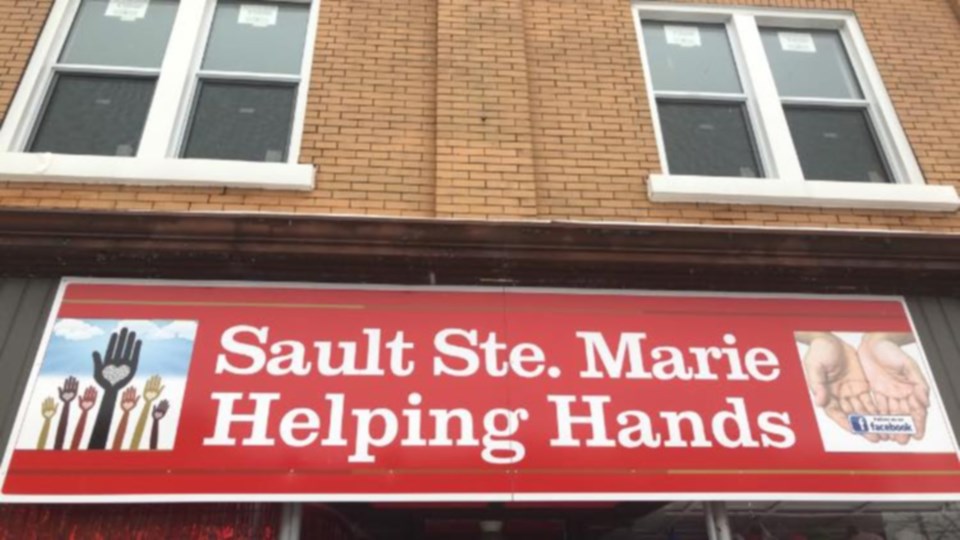 Sault Ste. Marie
Helping Hands
facebook